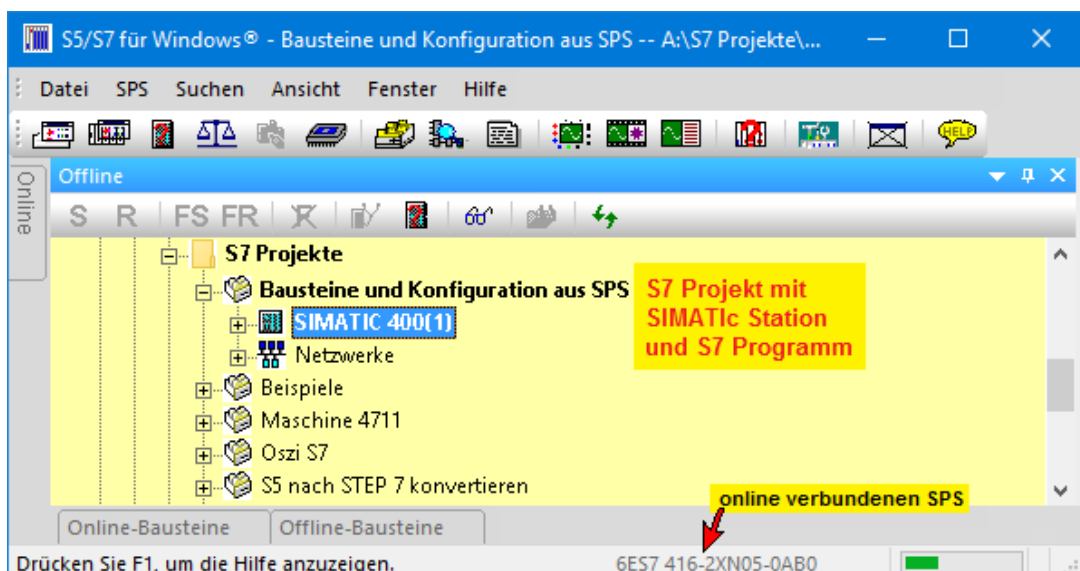 S5/S7 für Windows® - Bausteine und Konfiguration aus SPS -- A:\S7 Projekte\...
Datei SPS Suchen Ansicht Fenster Hilfe
HELP
Online
Offline
S R FS FR
S7 Projekte
Bausteine und Konfiguration aus SPS
SIMATIC 400(1)
Netzwerke
Beispiele
Maschine 4711
Oszi S7
S5 nach STEP 7 konvertieren
S7 Projekt mit
SIMATIc Station
und S7 Programm
online verbundenen SPS
Online-Bausteine Offline-Bausteine
Drücken Sie F1, um die Hilfe anzuzeigen. 6ES7 416-2XN05-0AB0